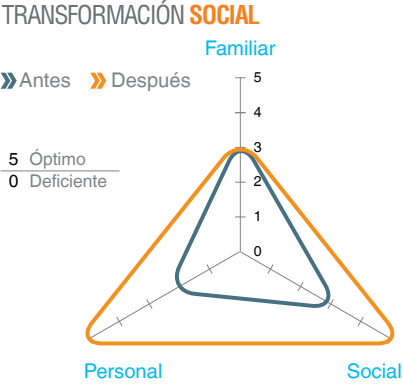 TRANSFORMACIÓN SOCIAL
Familiar
Antes Después
5
4
3
2
1
0
5 Óptimo
0 Deficiente
Personal Social